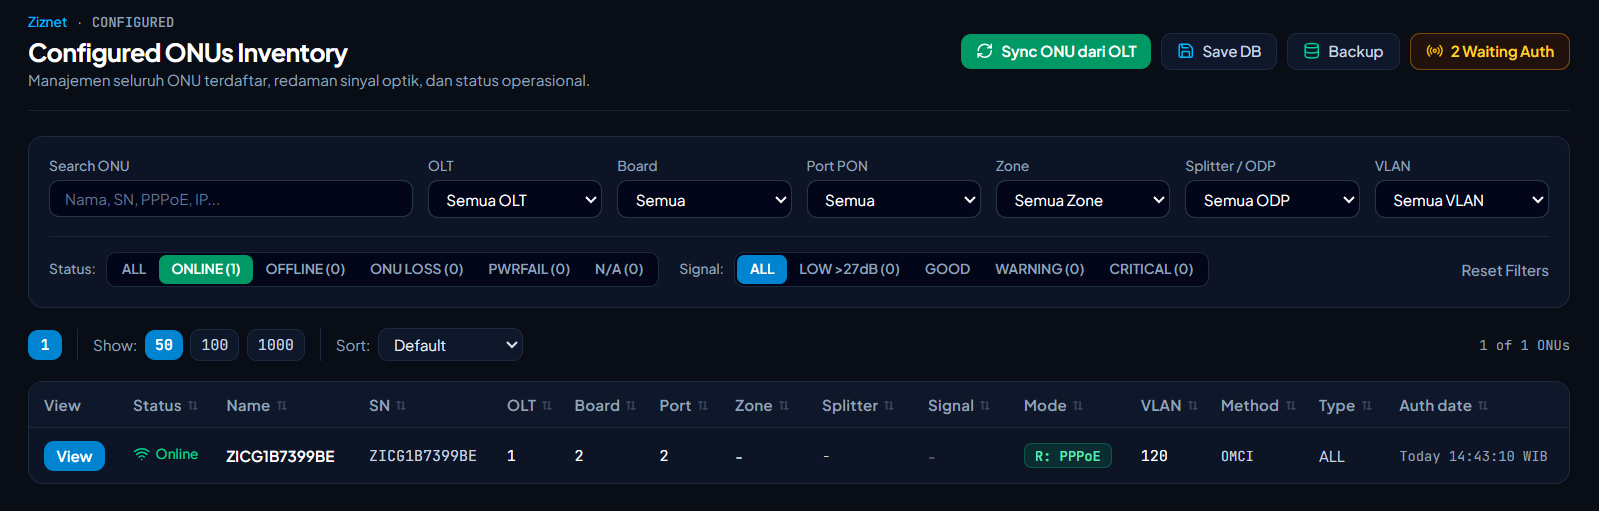 Ziznet · CONFIGURED
Configured ONUs Inventory
Manajemen seluruh ONU terdaftar, redaman sinyal optik, dan status operasional.
Sync ONU dari OLT Save DB Backup 2 Waiting Auth
Search ONU OLT Board Port PON Zone Splitter / ODP VLAN
Nama, SN, PPPoE, IP... Semua OLT Semua Semua Semua Zone Semua ODP Semua VLAN
Status: ALL ONLINE (1) OFFLINE (0) ONU LOSS (0) PWRFAIL (0) N/A (0) Signal: ALL LOW >27dB (0) GOOD WARNING (0) CRITICAL (0) Reset Filters
1 Show: 50 100 1000 Sort: Default 1 of 1 ONUs
View Status Name SN OLT Board Port Zone Splitter Signal Mode VLAN Method Type Auth date
View Online ZICG1B7399BE ZICG1B7399BE 1 2 2 - - - R: PPPoE 120 OMCI ALL Today 14:43:10 WIB